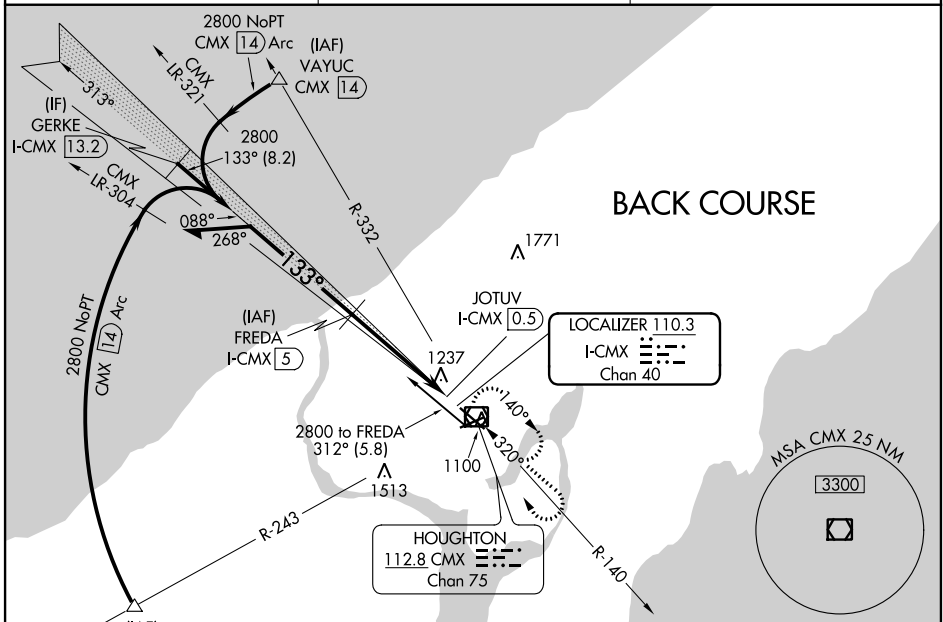 2800 NoPT
CMX 14 Arc
(IAF)
VAYUC
CMX 14
CMX
LR-321
313°
(IF)
GERKE
I-CMX 13.2
2800
133° (8.2)
CMX
LR-304
088°
268°
R-332
BACK COURSE
1771
133°
JOTUV
I-CMX 0.5
(IAF)
FREDA
I-CMX 5
LOCALIZER 110.3
I-CMX
Chan 40
2800 NoPT
CMX 14 Arc
1237
140°
2800 to FREDA
312° (5.8)
1100
320°
1513
MSA CMX 25 NM
3300
R-243
HOUGHTON
112.8 CMX
Chan 75
R-140